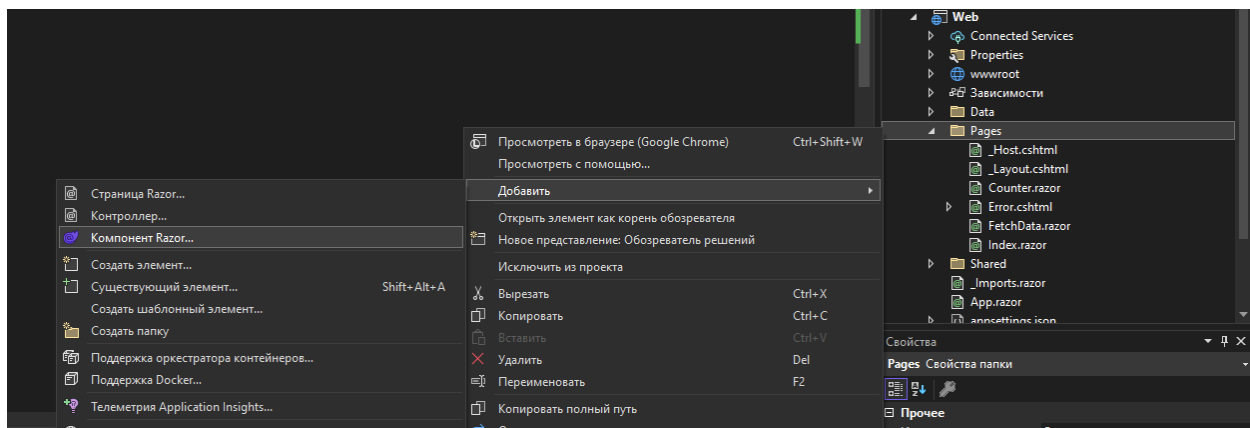 Web
Connected Services
Properties
wwwroot
Зависимости
Data
Pages
_Host.cshtml
_Layout.cshtml
Counter.razor
Error.cshtml
FetchData.razor
Index.razor
Shared
_Imports.razor
App.razor
appsettings.json
Просмотреть в браузере (Google Chrome) Ctrl+Shift+W
Просмотреть с помощью...
Добавить
Открыть элемент как корень обозревателя
Новое представление: Обозреватель решений
Исключить из проекта
Вырезать Ctrl+X
Копировать Ctrl+C
Вставить Ctrl+V
Удалить Del
Переименовать F2
Копировать полный путь
Страница Razor...
Контроллер...
Компонент Razor...
Создать элемент...
Существующий элемент... Shift+Alt+A
Создать шаблонный элемент...
Создать папку
Поддержка оркестратора контейнеров...
Поддержка Docker...
Телеметрия Application Insights...
Свойства
Pages Свойства папки
Прочее